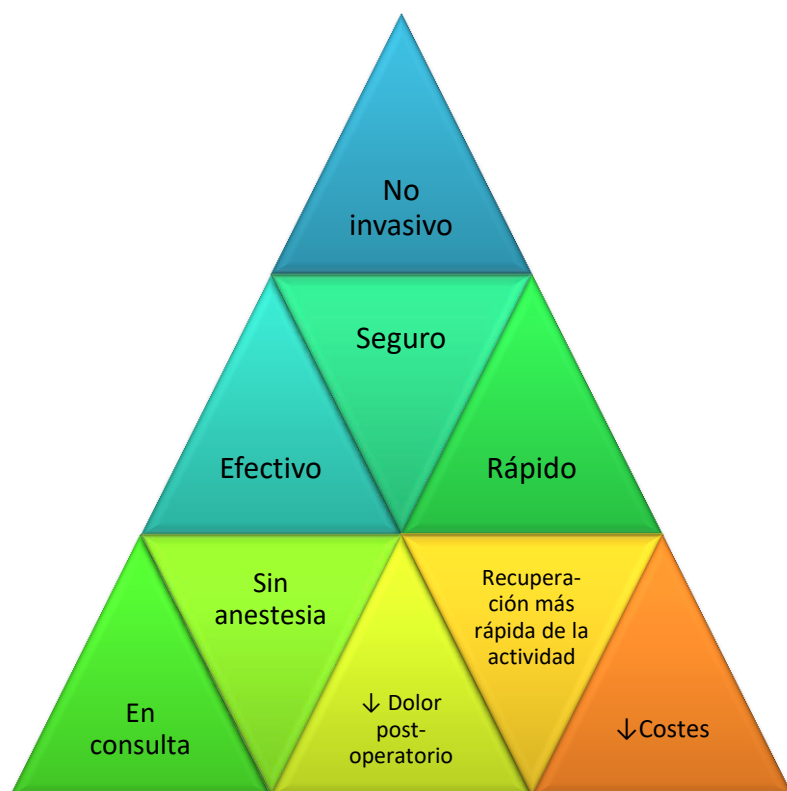 No
invasivo
Seguro
Efectivo
Rápido
Sin
anestesia
Recupera-
ción más
rápida de la
actividad
En
consulta
↓ Dolor
post-
operatorio
↓Costes